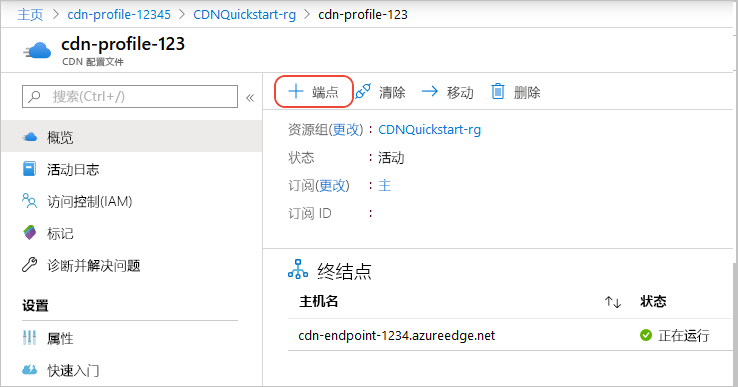 主页 > cdn-profile-12345 > CDNQuickstart-rg > cdn-profile-123
cdn-profile-123
CDN 配置文件
搜索(Ctrl+/)
«
概览
活动日志
访问控制(IAM)
标记
诊断并解决问题
设置
属性
快速入门
+ 端点 清除 → 移动 删除
资源组(更改) : CDNQuickstart-rg
状态 : 活动
订阅(更改) : 主
订阅 ID :
终结点
主机名 ↑↓ 状态
cdn-endpoint-1234.azureedge.net 正在运行